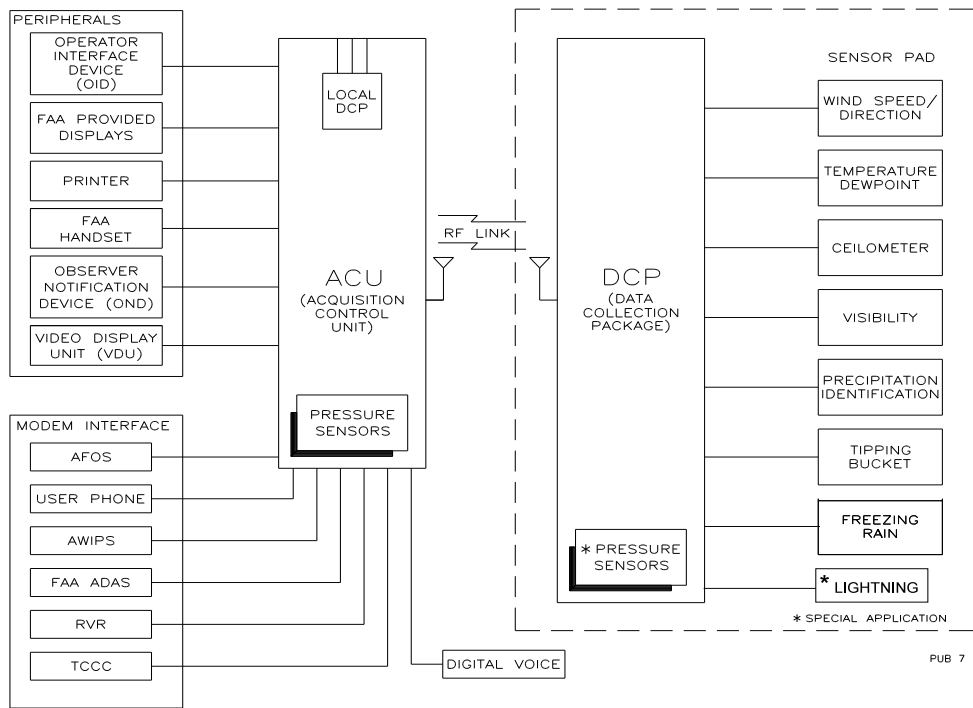 PERIPHERALS
OPERATOR
INTERFACE
DEVICE
(OID)
FAA PROVIDED
DISPLAYS
PRINTER
FAA
HANDSET
OBSERVER
NOTIFICATION
DEVICE (OND)
VIDEO DISPLAY
UNIT (VDU)
MODEM INTERFACE
AFOS
USER PHONE
AWIPS
FAA ADAS
RVR
TCCC
LOCAL
DCP
ACU
(ACQUISITION
CONTROL
UNIT)
PRESSURE
SENSORS
DIGITAL VOICE
RF LINK
DCP
(DATA
COLLECTION
PACKAGE)
* PRESSURE
SENSORS
SENSOR PAD
WIND SPEED/
DIRECTION
TEMPERATURE
DEWPOINT
CEILOMETER
VISIBILITY
PRECIPITATION
IDENTIFICATION
TIPPING
BUCKET
FREEZING
RAIN
* LIGHTNING
* SPECIAL APPLICATION
PUB 7